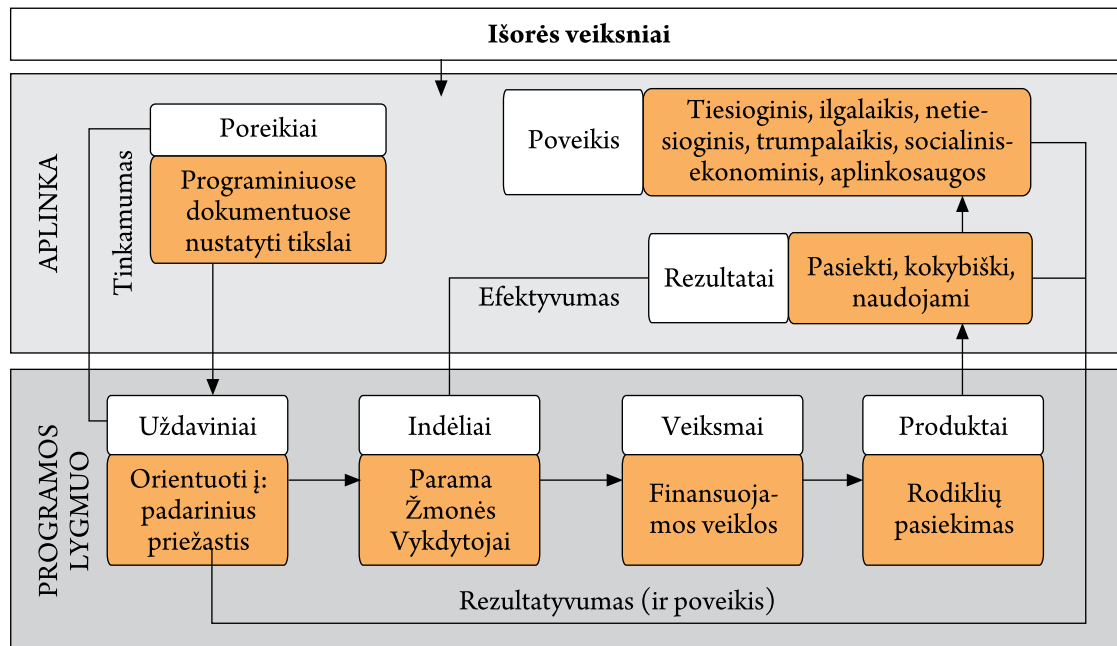 Išorės veiksniai
APLINKA
Tinkamumas
Poreikiai
Programiniuose
dokumentuose
nustatyti tikslai
Poveikis
Tiesioginis, ilgalaikis, netie-
sioginis, trumpalaikis, socialinis-
ekonominis, aplinkosaugos
Efektyvumas
Rezultatai
Pasiekti, kokybiški,
naudojami
PROGRAMOS
LYGMUO
Uždaviniai
Orientuoti į:
padarinius
priežastis
Indėliai
Parama
Žmonės
Vykdytojai
Veiksmai
Finansuoja-
mos veiklos
Produktai
Rodiklių
pasiekimas
Rezultatyvumas (ir poveikis)